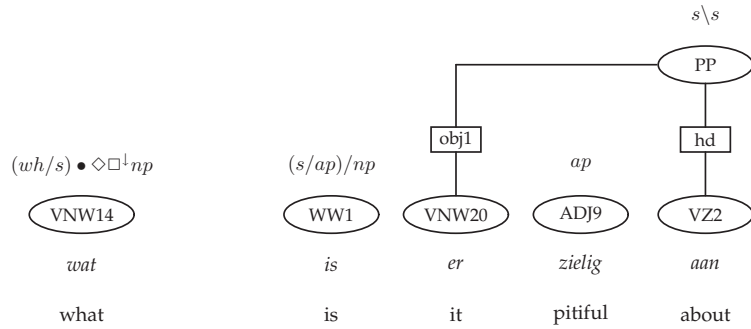 s\s
PP
obj1 hd
(wh/s) • ◇□↓np (s/ap)/np ap
VNW14 WW1 VNW20 ADJ9 VZ2
wat is er zielig aan
what is it pitiful about